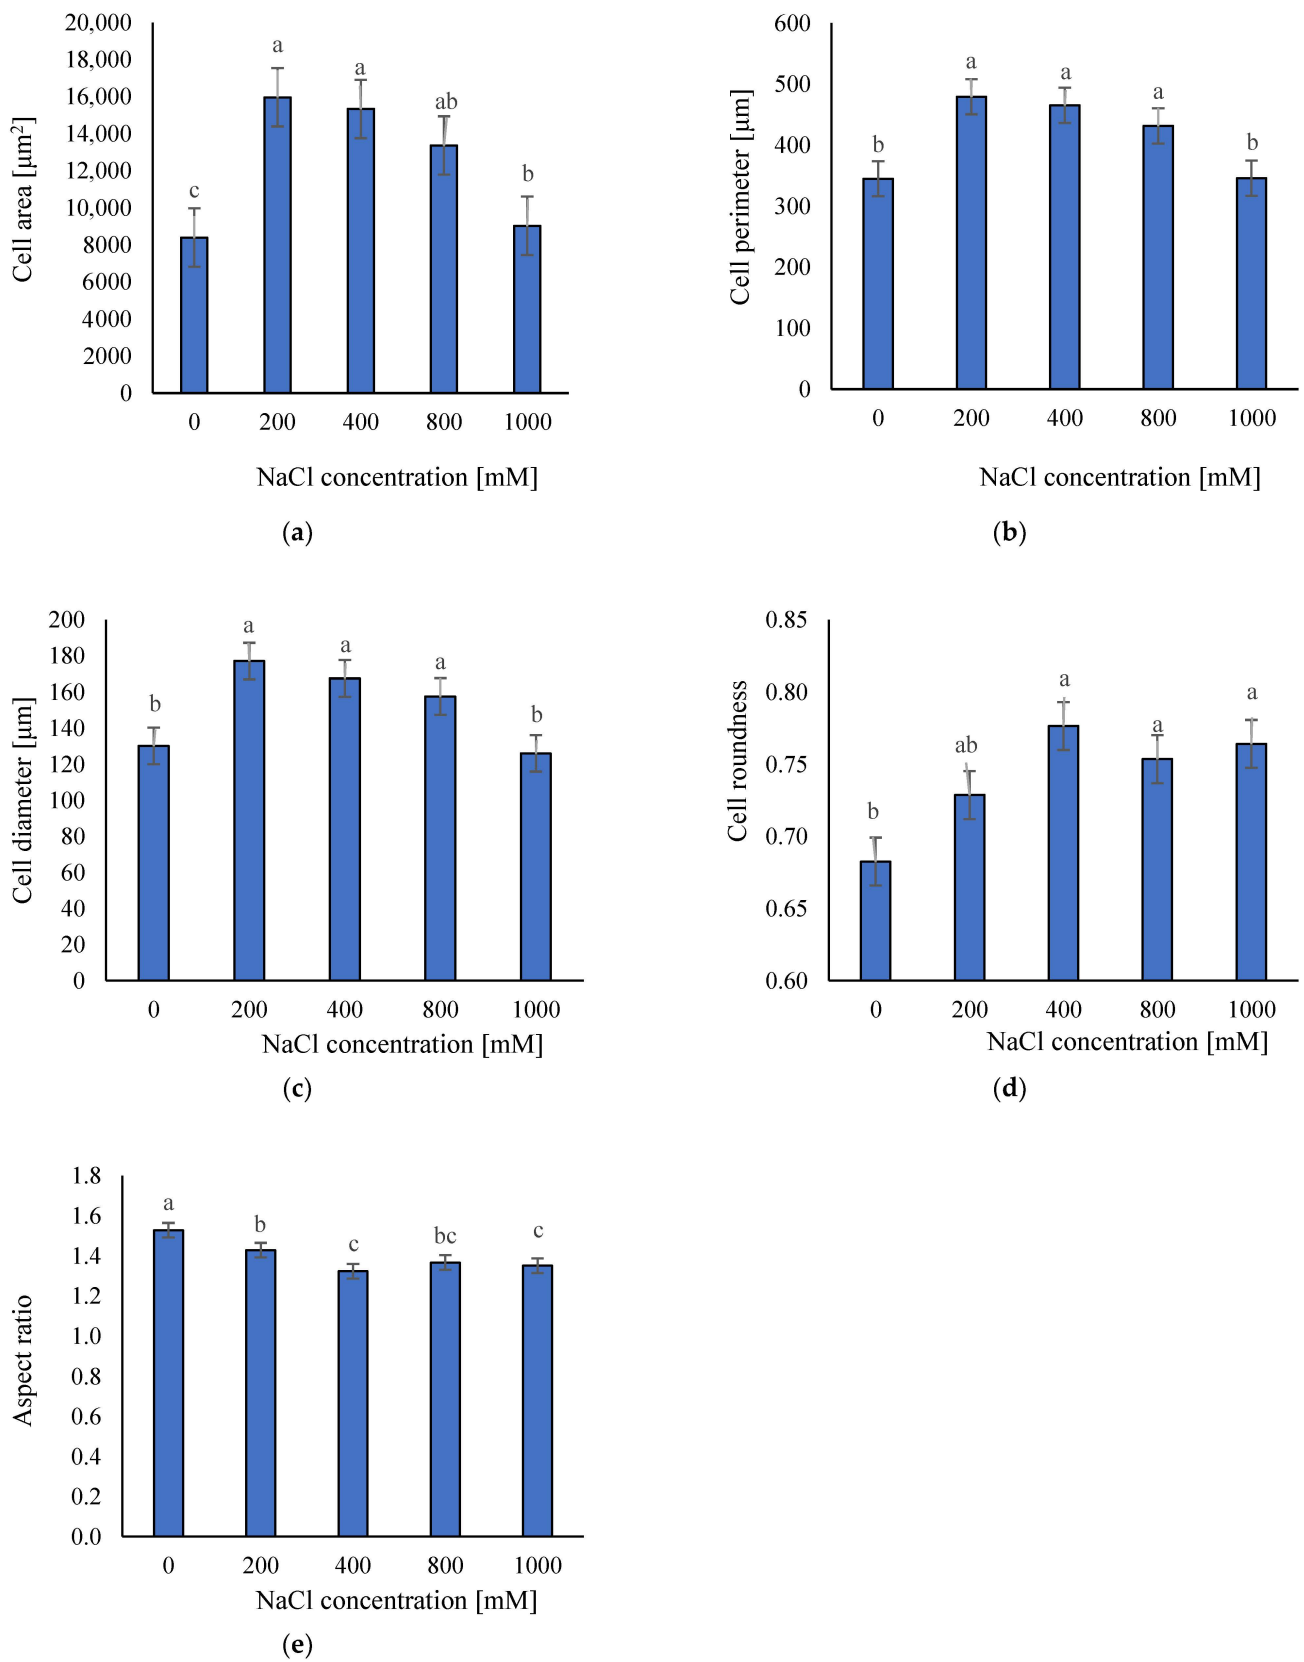 20,000
18,000
16,000
14,000
12,000
10,000
8000
6000
4000
2000
0
Cell area [µm²]
c
a
a
ab
b
0 200 400 800 1000
NaCl concentration [mM]
(a)
600
500
400
300
200
100
0
Cell perimeter [µm]
b
a
a
a
b
0 200 400 800 1000
NaCl concentration [mM]
(b)
200
180
160
140
120
100
80
60
40
20
0
Cell diameter [µm]
b
a
a
a
b
0 200 400 800 1000
NaCl concentration [mM]
(c)
0.85
0.80
0.75
0.70
0.65
0.60
Cell roundness
b
ab
a
a
a
0 200 400 800 1000
NaCl concentration [mM]
(d)
1.8
1.6
1.4
1.2
1.0
0.8
0.6
0.4
0.2
0.0
Aspect ratio
a
b
c
bc
c
0 200 400 800 1000
NaCl concentration [mM]
(e)